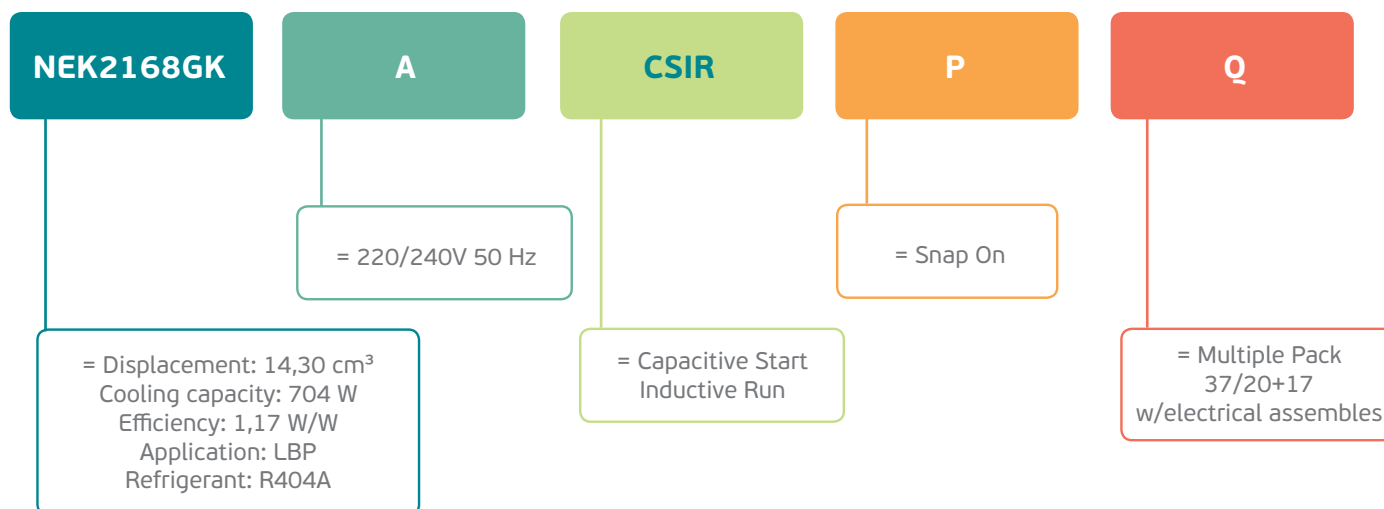 NEK2168GK
A
CSIR
P
Q
= 220/240V 50 Hz
= Snap On
= Displacement: 14,30 cm³
Cooling capacity: 704 W
Efficiency: 1,17 W/W
Application: LBP
Refrigerant: R404A
= Capacitive Start
Inductive Run
= Multiple Pack
37/20+17
w/electrical assembles